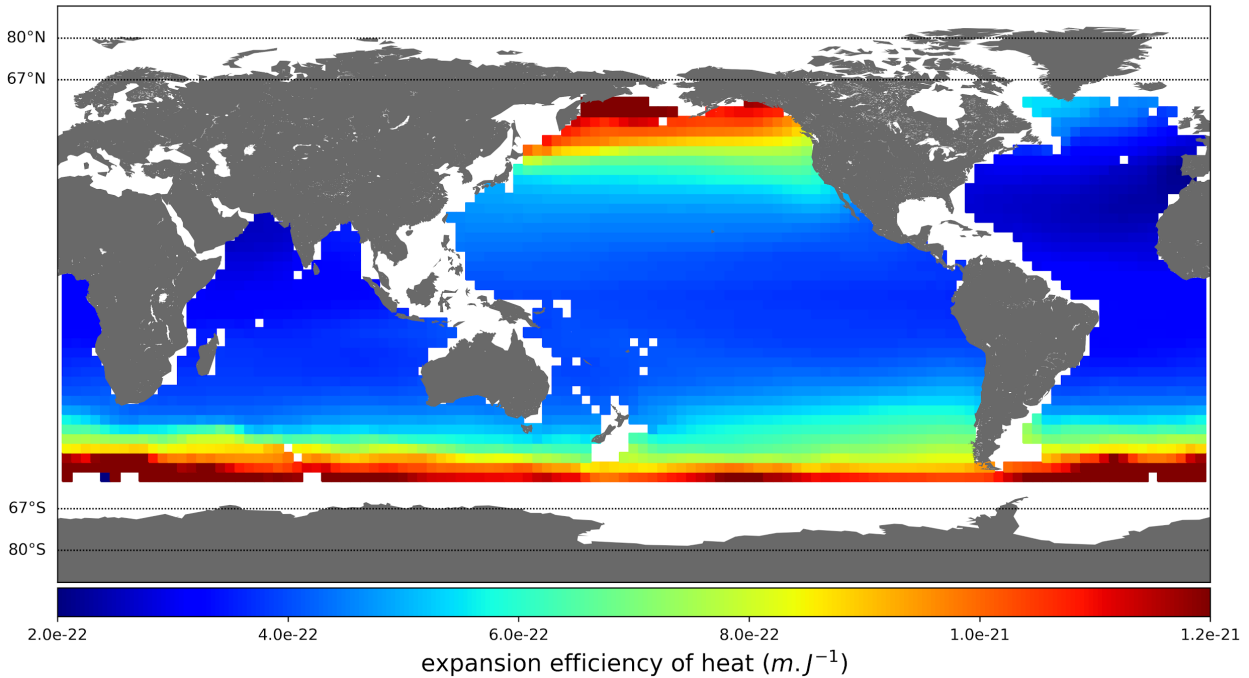 80°N
67°N
67°S
80°S
2.0e-22 4.0e-22 6.0e-22 8.0e-22 1.0e-21 1.2e-21
expansion efficiency of heat (m.J⁻¹)